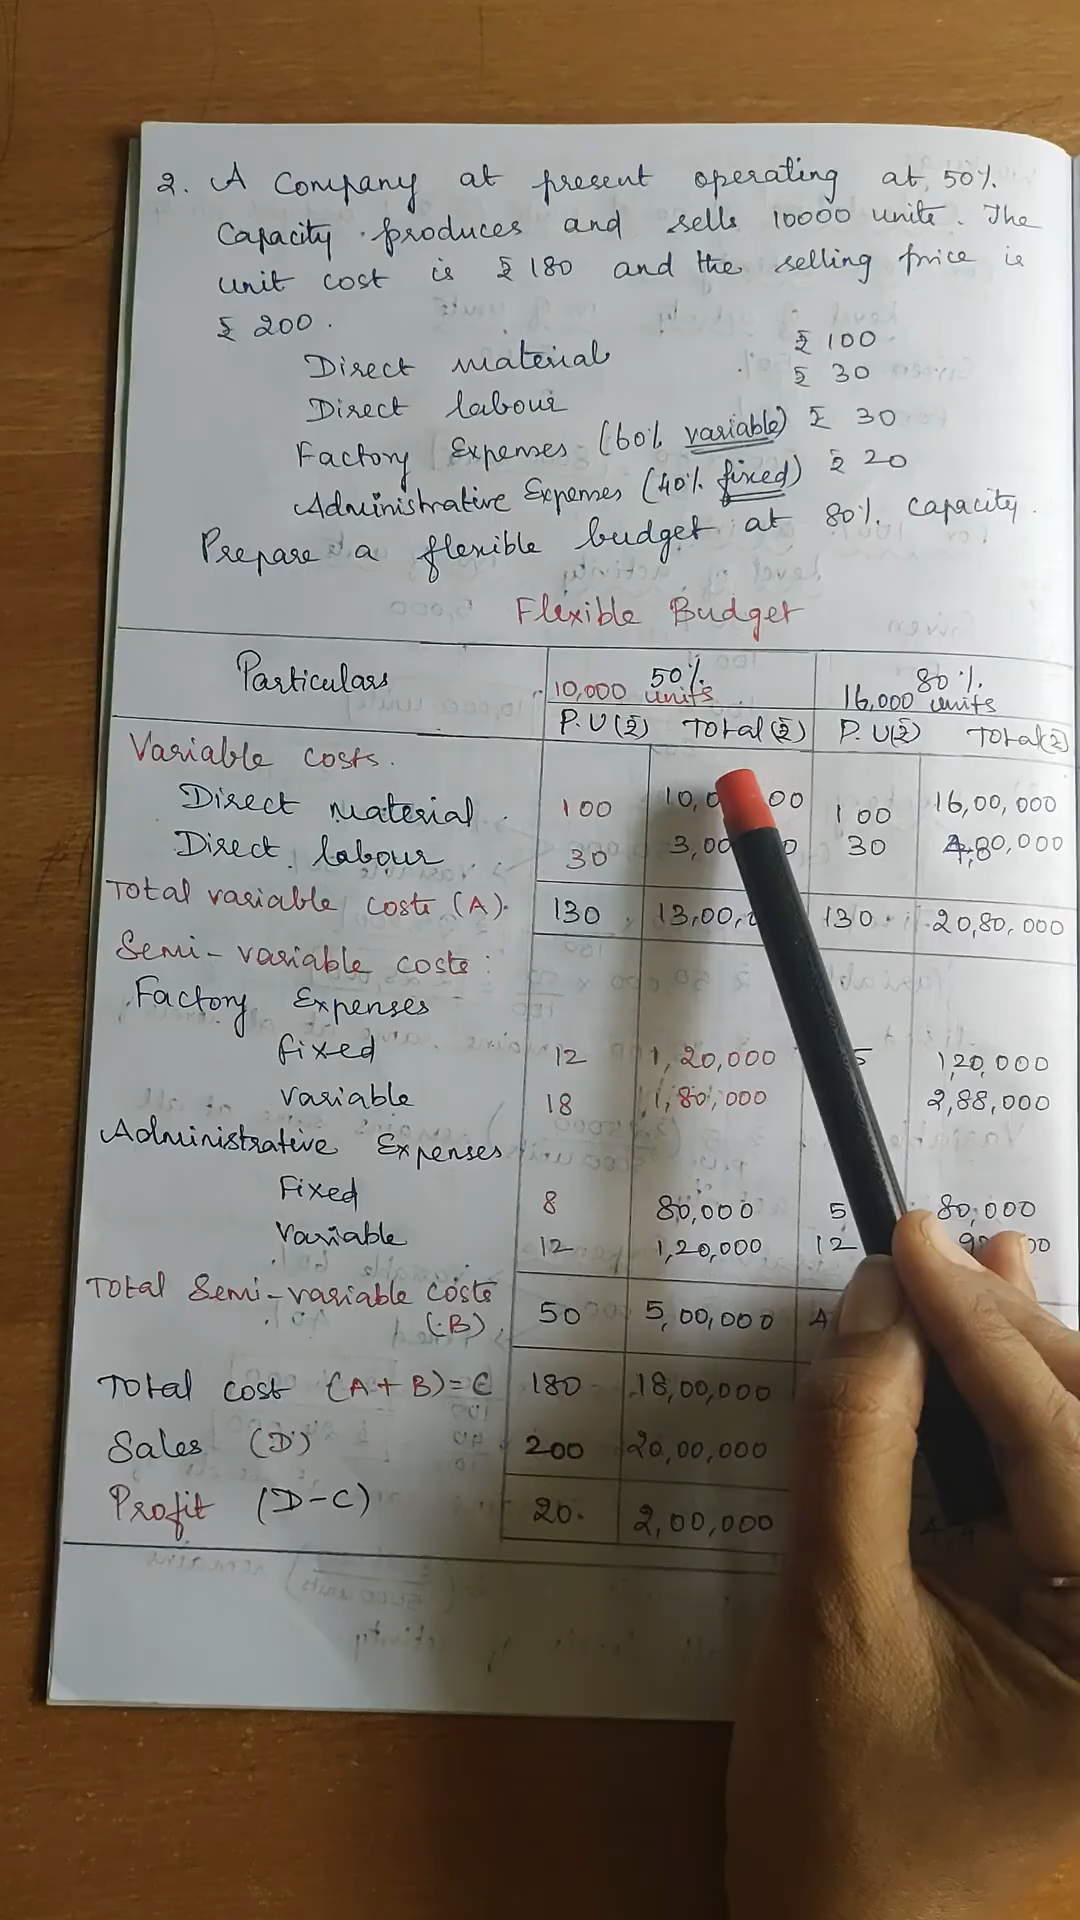 2. A Company at present operating at 50%
Capacity produces and sells 10000 units. The
unit cost is ₹ 180 and the selling price is
₹ 200.
Direct material ₹ 100
Direct labour ₹ 30
Factory Expenses (60% variable) ₹ 30
Administrative Expenses (40% fixed) ₹ 20
Prepare a flexible budget at 80% capacity.
Flexible Budget
Particulars 50% 80%
10,000 units 16,000 units
P.U(₹) Total(₹) P.U(₹) Total(₹)
Variable costs.
Direct material 100 100 16,00,000
Direct labour 30 30 4,80,000
Total variable costs (A). 130 130 20,80,000
Semi-variable costs:
Factory Expenses
fixed 12 1,20,000 1,20,000
variable 18 1,80,000 2,88,000
Administrative Expenses
Fixed 8 80,000 5 80,000
Variable 12 1,20,000 12
Total Semi-variable costs
(B) 50 5,00,000
Total cost (A+B)=C 180 18,00,000
Sales (D) 200 20,00,000
Profit (D-C) 20. 2,00,000